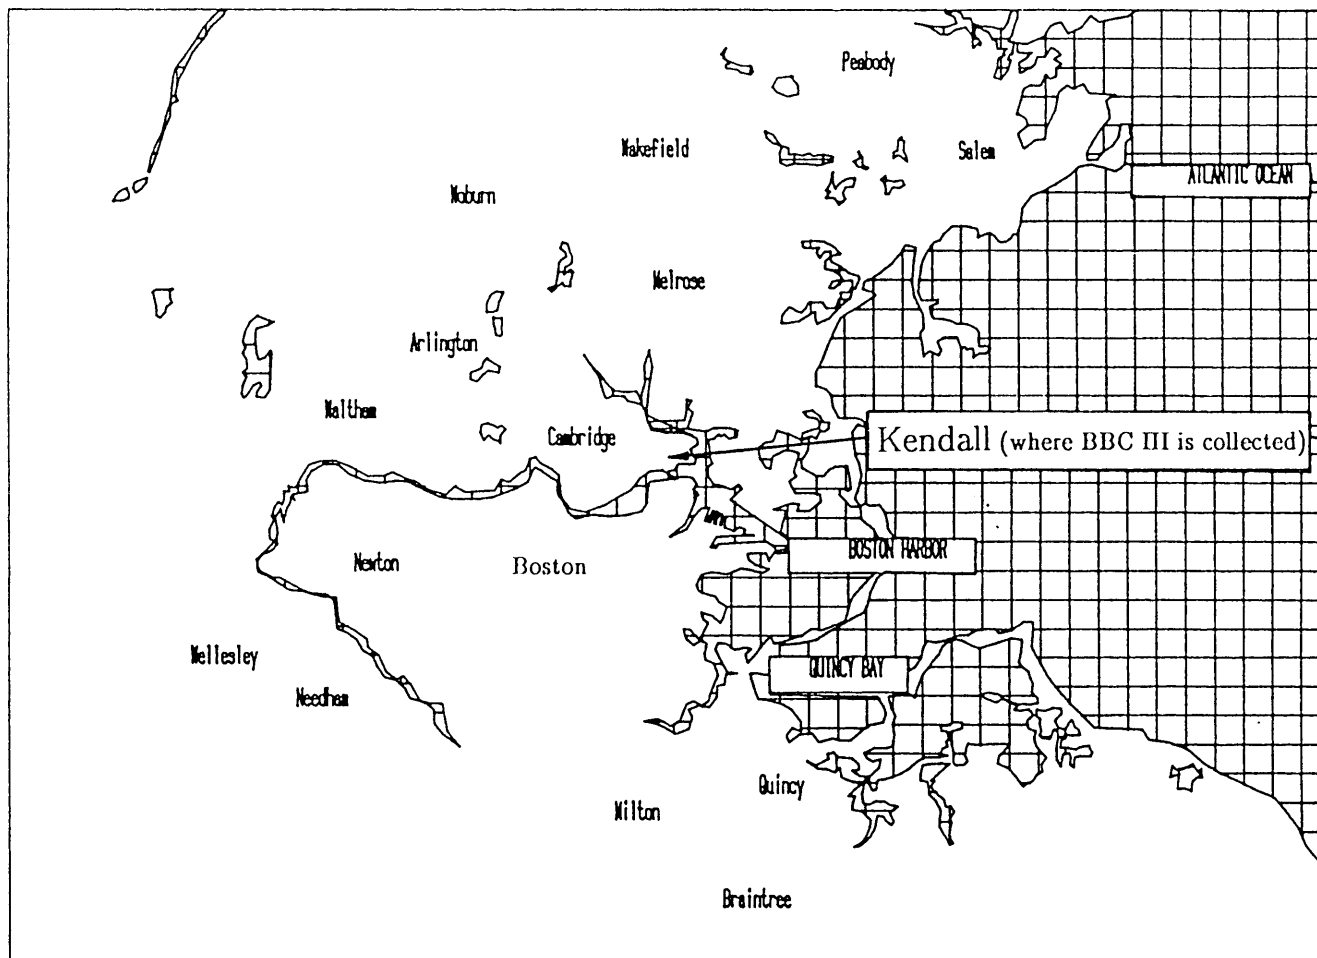 Peabody
Wakefield
Salem
ATLANTIC OCEAN
Woburn
Melrose
Arlington
Waltham
Cambridge
Kendall (where BBC III is collected)
Newton
Boston
BOSTON HARBOR
Wellesley
Needham
QUINCY BAY
Quincy
Milton
Braintree